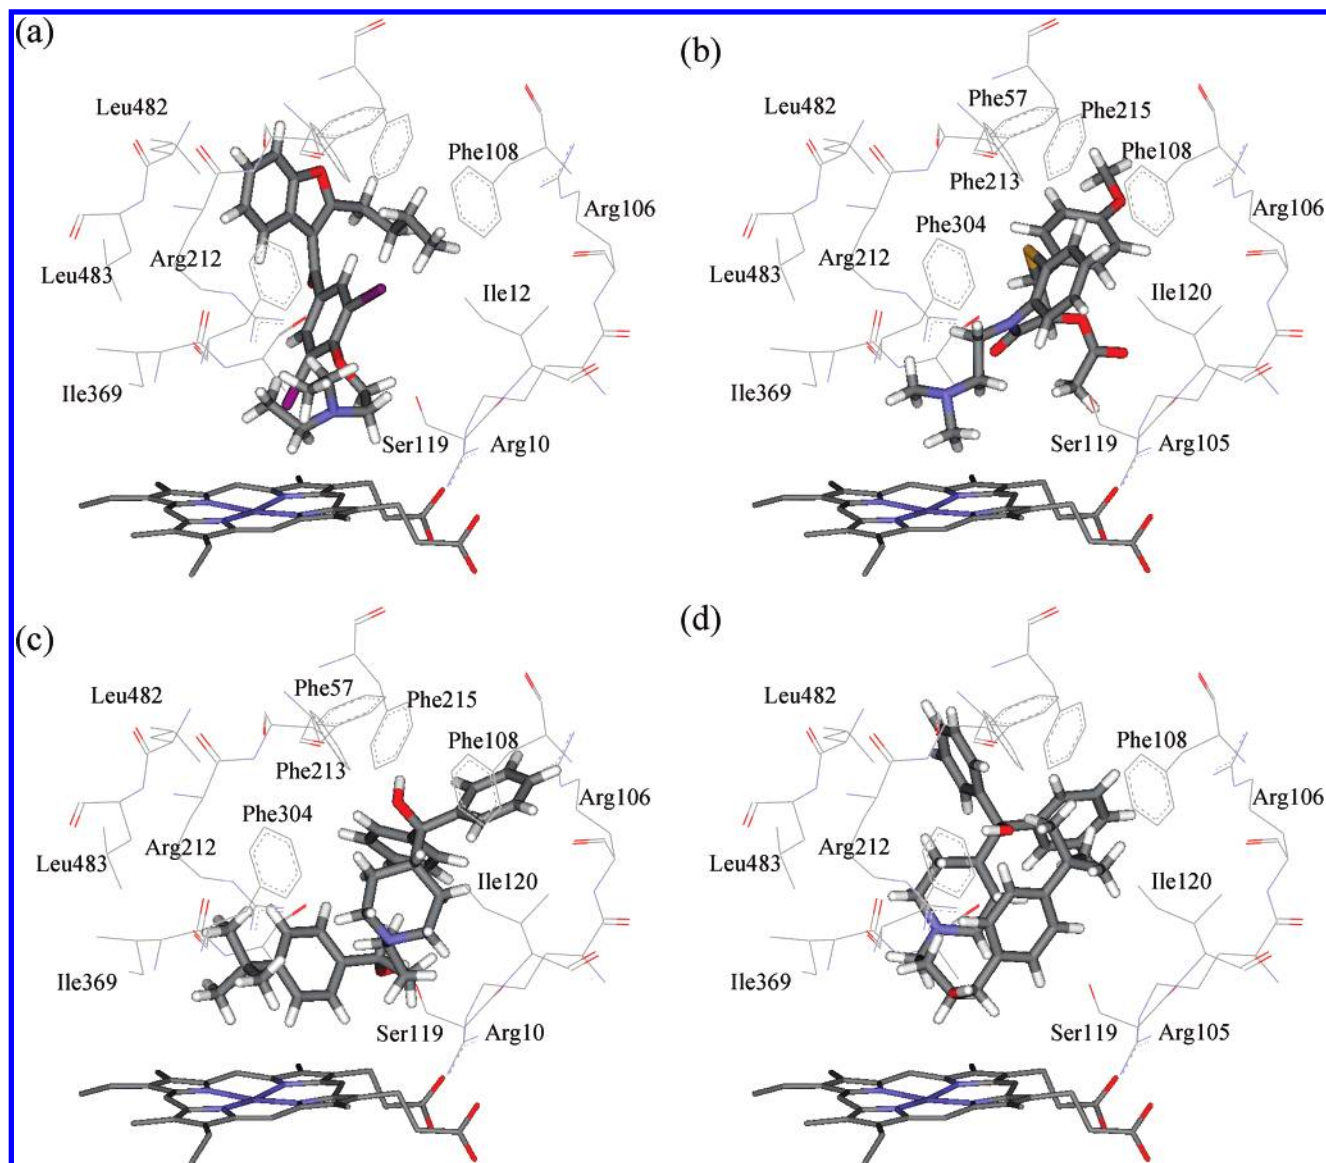 (a)
Leu482
Phe108
Arg106
Arg212
Leu483
Ile12
Ile369
Ser119
Arg10
(b)
Phe57
Leu482
Phe215
Phe108
Phe213
Arg106
Phe304
Arg212
Leu483
Ile120
Ile369
Ser119
Arg105
(c)
Phe57
Leu482
Phe215
Phe108
Phe213
Arg106
Phe304
Arg212
Leu483
Ile120
Ile369
Ser119
Arg10
(d)
Leu482
Phe108
Arg106
Arg212
Leu483
Ile120
Ile369
Ser119
Arg105